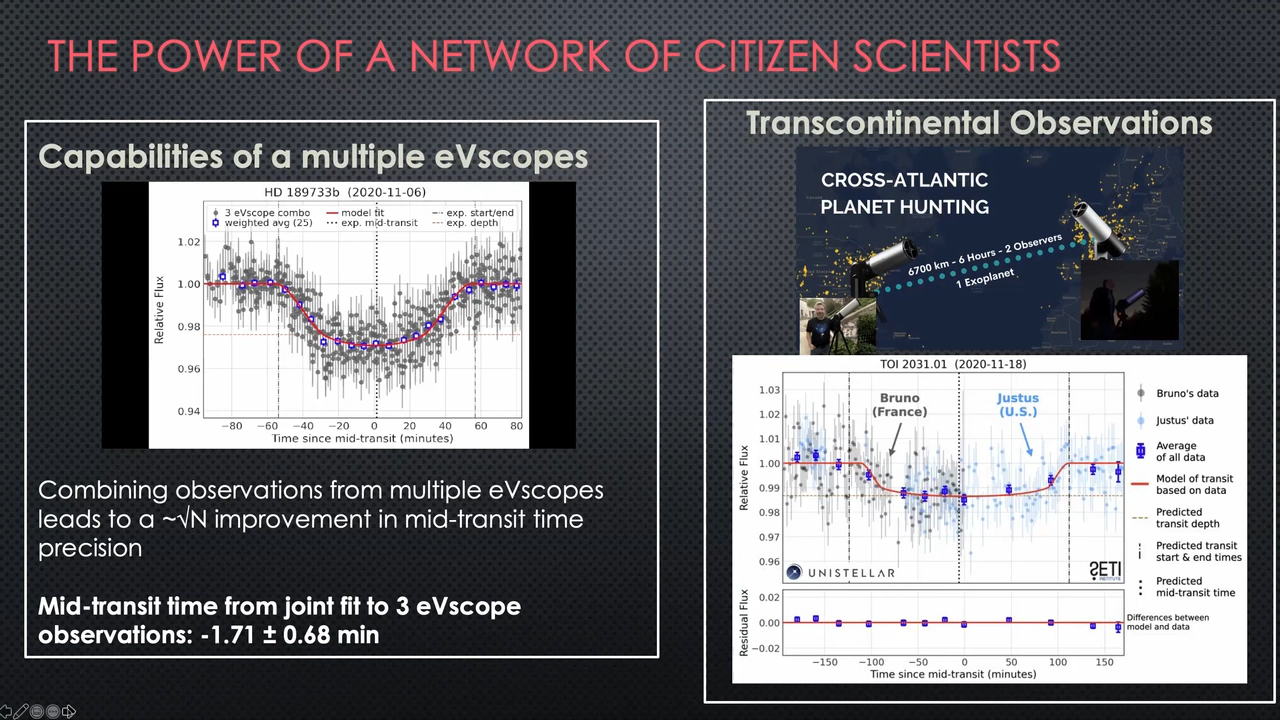 THE POWER OF A NETWORK OF CITIZEN SCIENTISTS
Capabilities of a multiple eVscopes
HD 189733b (2020-11-06)
3 eVscope combo
weighted avg (25)
model fit
exp. mid-transit
exp. start/end
exp. depth
Relative Flux
1.02
1.00
0.98
0.96
0.94
−80 −60 −40 −20 0 20 40 60 80
Time since mid-transit (minutes)
Combining observations from multiple eVscopes
leads to a ~√N improvement in mid-transit time
precision
Mid-transit time from joint fit to 3 eVscope
observations: -1.71 ± 0.68 min
Transcontinental Observations
CROSS-ATLANTIC
PLANET HUNTING
6700 km - 6 Hours - 2 Observers
1 Exoplanet
TOI 2031.01 (2020-11-18)
Relative Flux
1.03
1.02
1.01
1.00
0.99
0.98
0.97
0.96
Bruno
(France)
Justus
(U.S.)
UNISTELLAR
SETI
INSTITUTE
Bruno's data
Justus' data
Average
of all data
Model of transit
based on data
Predicted
transit depth
Predicted transit
start & end times
Predicted
mid-transit time
Residual Flux
0.02
0.00
−0.02
Differences between
model and data
−150 −100 −50 0 50 100 150
Time since mid-transit (minutes)